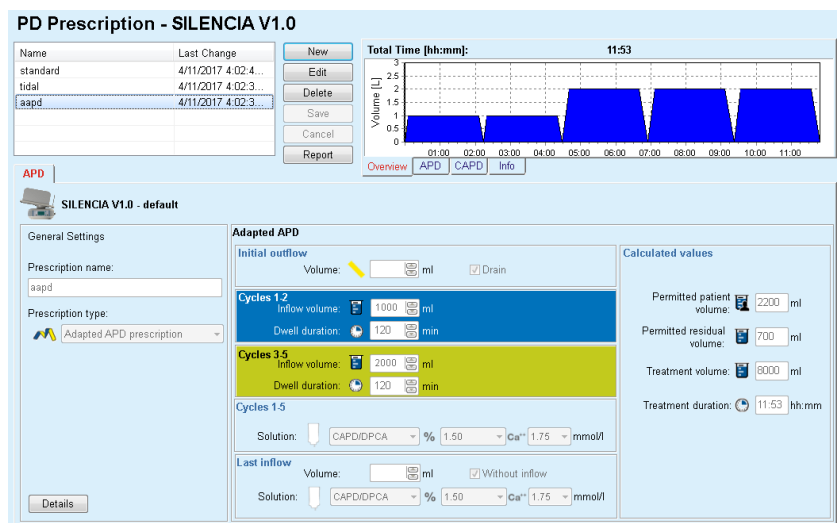 PD Prescription - SILENCIA V1.0
Name Last Change
standard 4/11/2017 4:02:4...
tidal 4/11/2017 4:02:3...
aapd 4/11/2017 4:02:3...
New
Edit
Delete
Save
Cancel
Report
Total Time [hh:mm]: 11:53
Volume [L]
3
2.5
2
1.5
1
0.5
0
01:00 02:00 03:00 04:00 05:00 06:00 07:00 08:00 09:00 10:00 11:00
Overview APD CAPD Info
APD
SILENCIA V1.0 - default
General Settings
Prescription name:
aapd
Prescription type:
Adapted APD prescription
Details
Adapted APD
Initial outflow
Volume: ml Drain
Cycles 1-2
Inflow volume: 1000 ml
Dwell duration: 120 min
Cycles 3-5
Inflow volume: 2000 ml
Dwell duration: 120 min
Cycles 1-5
Solution: CAPD/DPCA % 1.50 Ca++ 1.75 mmol/l
Last inflow
Volume: ml Without inflow
Solution: CAPD/DPCA % 1.50 Ca++ 1.75 mmol/l
Calculated values
Permitted patient
volume: 2200 ml
Permitted residual
volume: 700 ml
Treatment volume: 8000 ml
Treatment duration: 11:53 hh:mm